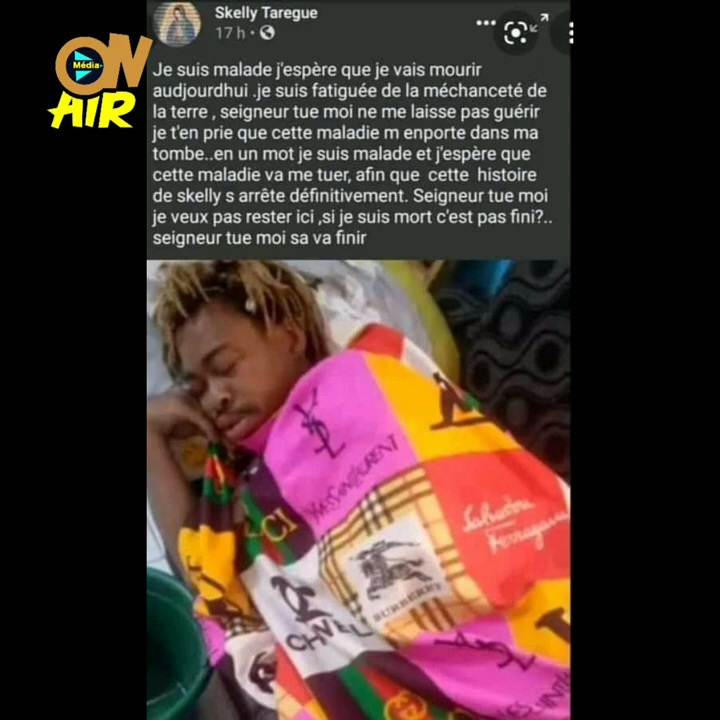 Skelly Taregue
17 h
ON
Média
AIR
Je suis malade j'espère que je vais mourir
audjourdhui .je suis fatiguée de la méchanceté de
la terre , seigneur tue moi ne me laisse pas guérir
je t'en prie que cette maladie m enporte dans ma
tombe..en un mot je suis malade et j'espère que
cette maladie va me tuer, afin que cette histoire
de skelly s arrête définitivement. Seigneur tue moi
je veux pas rester ici ,si je suis mort c'est pas fini?..
seigneur tue moi sa va finir
YSL
CI
Salvatore
Ferragamo
BURBERRY